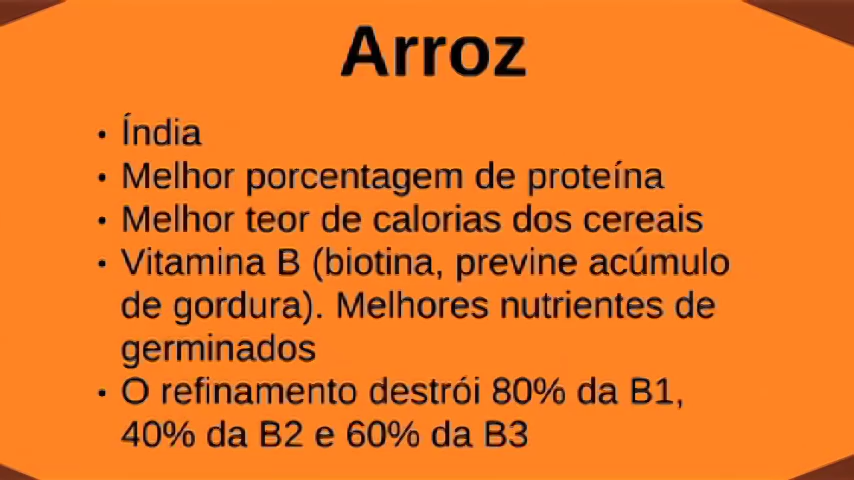 Arroz
• Índia
• Melhor porcentagem de proteína
• Melhor teor de calorias dos cereais
• Vitamina B (biotina, previne acúmulo
de gordura). Melhores nutrientes de
germinados
• O refinamento destrói 80% da B1,
40% da B2 e 60% da B3